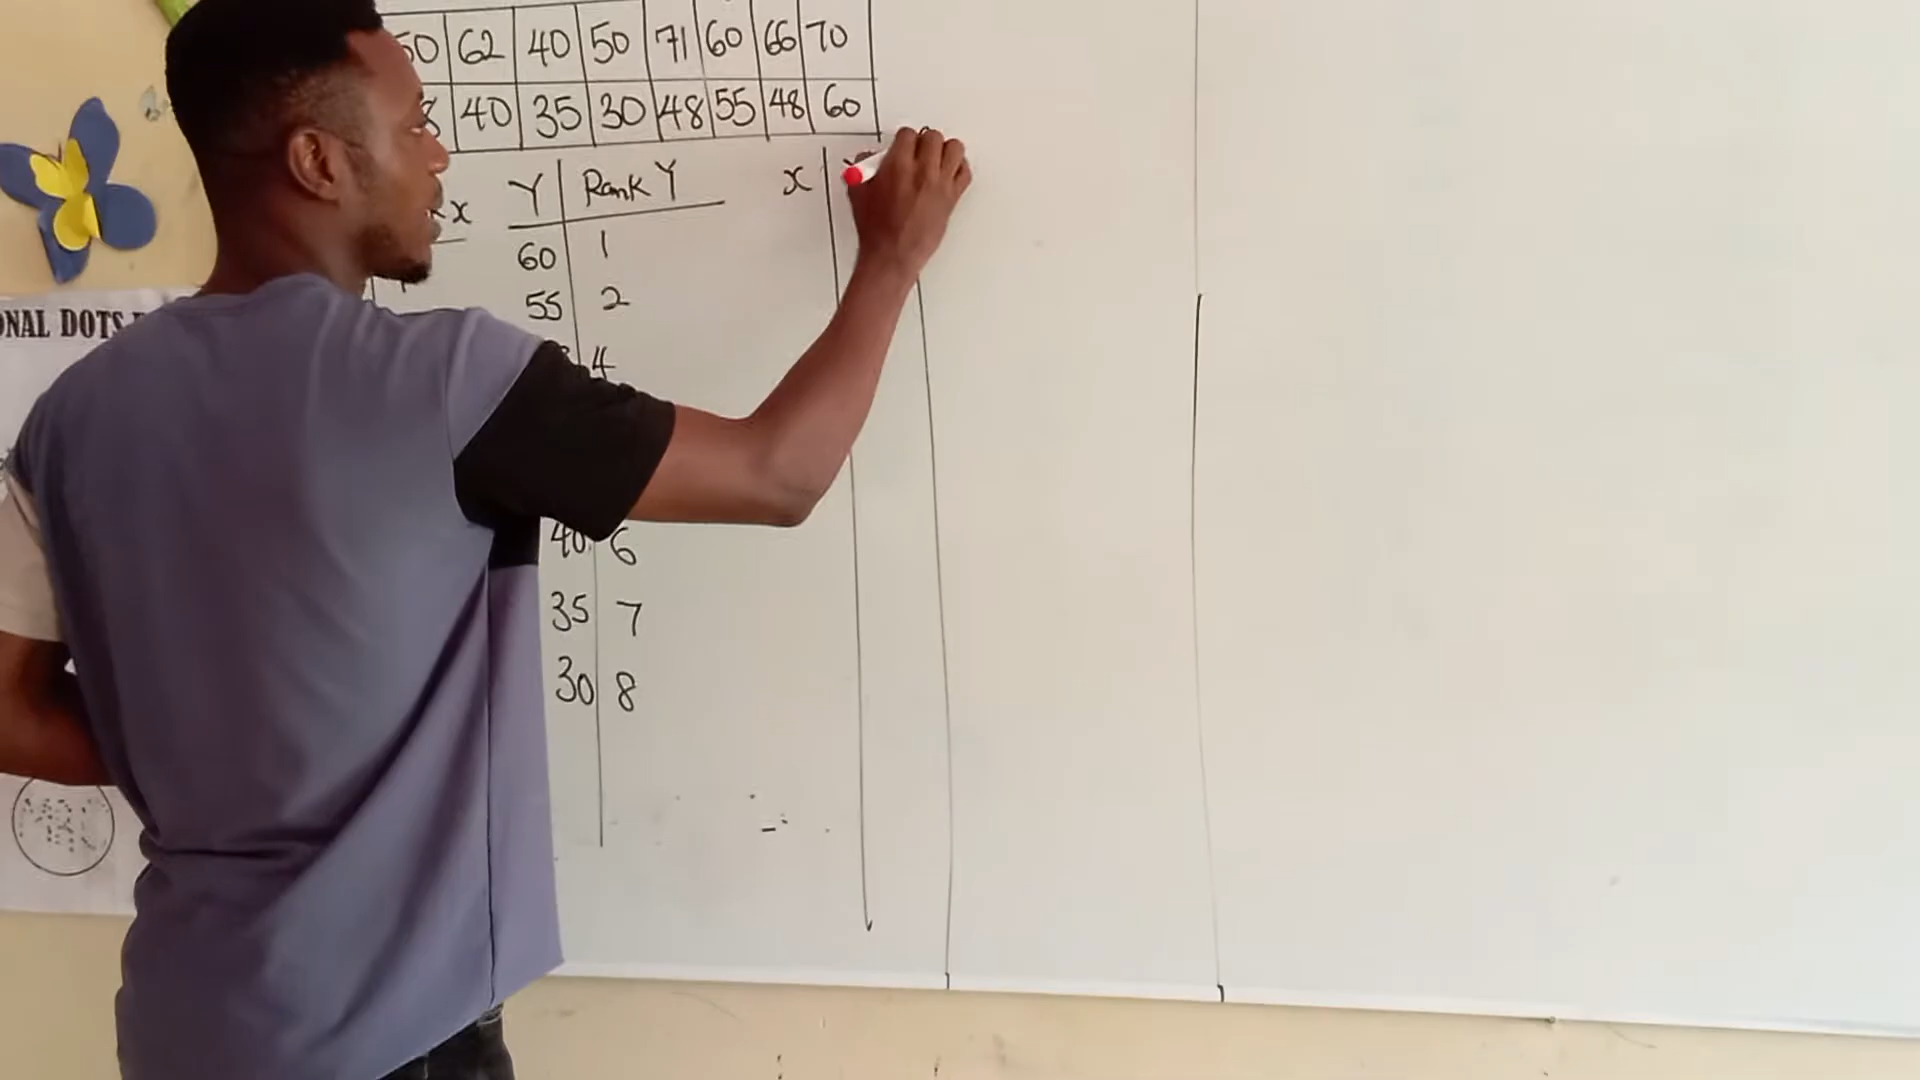 50 62 40 50 71 60 66 70
8 40 35 30 48 55 48 60
x Y Rank Y x
60 1
55 2
4
40 6
35 7
30 8
ONAL DOTS